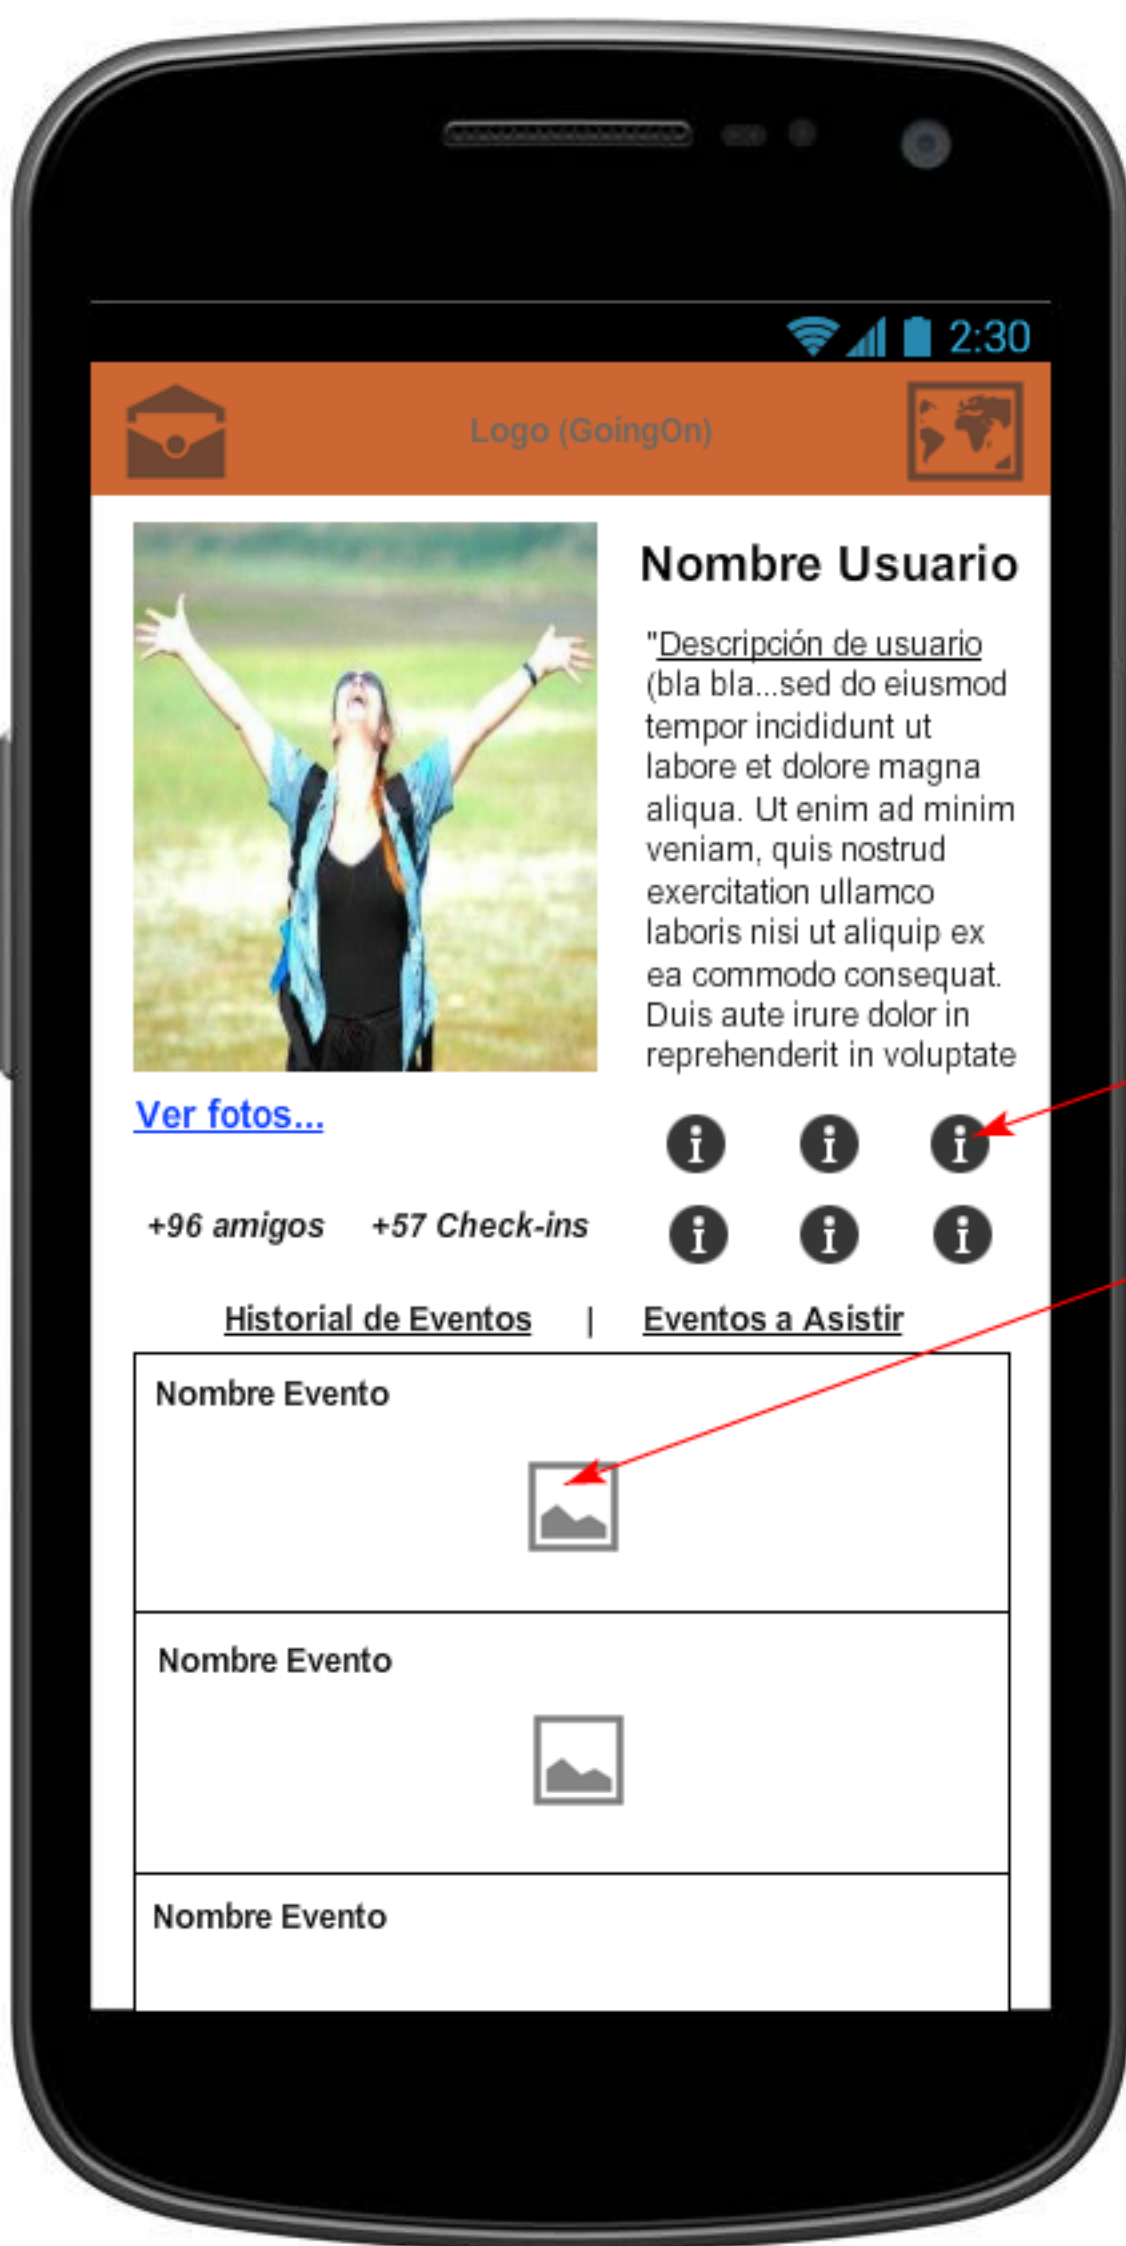 2:30
Logo (GoingOn)
Nombre Usuario
"Descripción de usuario
(bla bla...sed do eiusmod
tempor incididunt ut
labore et dolore magna
aliqua. Ut enim ad minim
veniam, quis nostrud
exercitation ullamco
laboris nisi ut aliquip ex
ea commodo consequat.
Duis aute irure dolor in
reprehenderit in voluptate
Ver fotos...
+96 amigos +57 Check-ins
Historial de Eventos | Eventos a Asistir
Nombre Evento
Nombre Evento
Nombre Evento